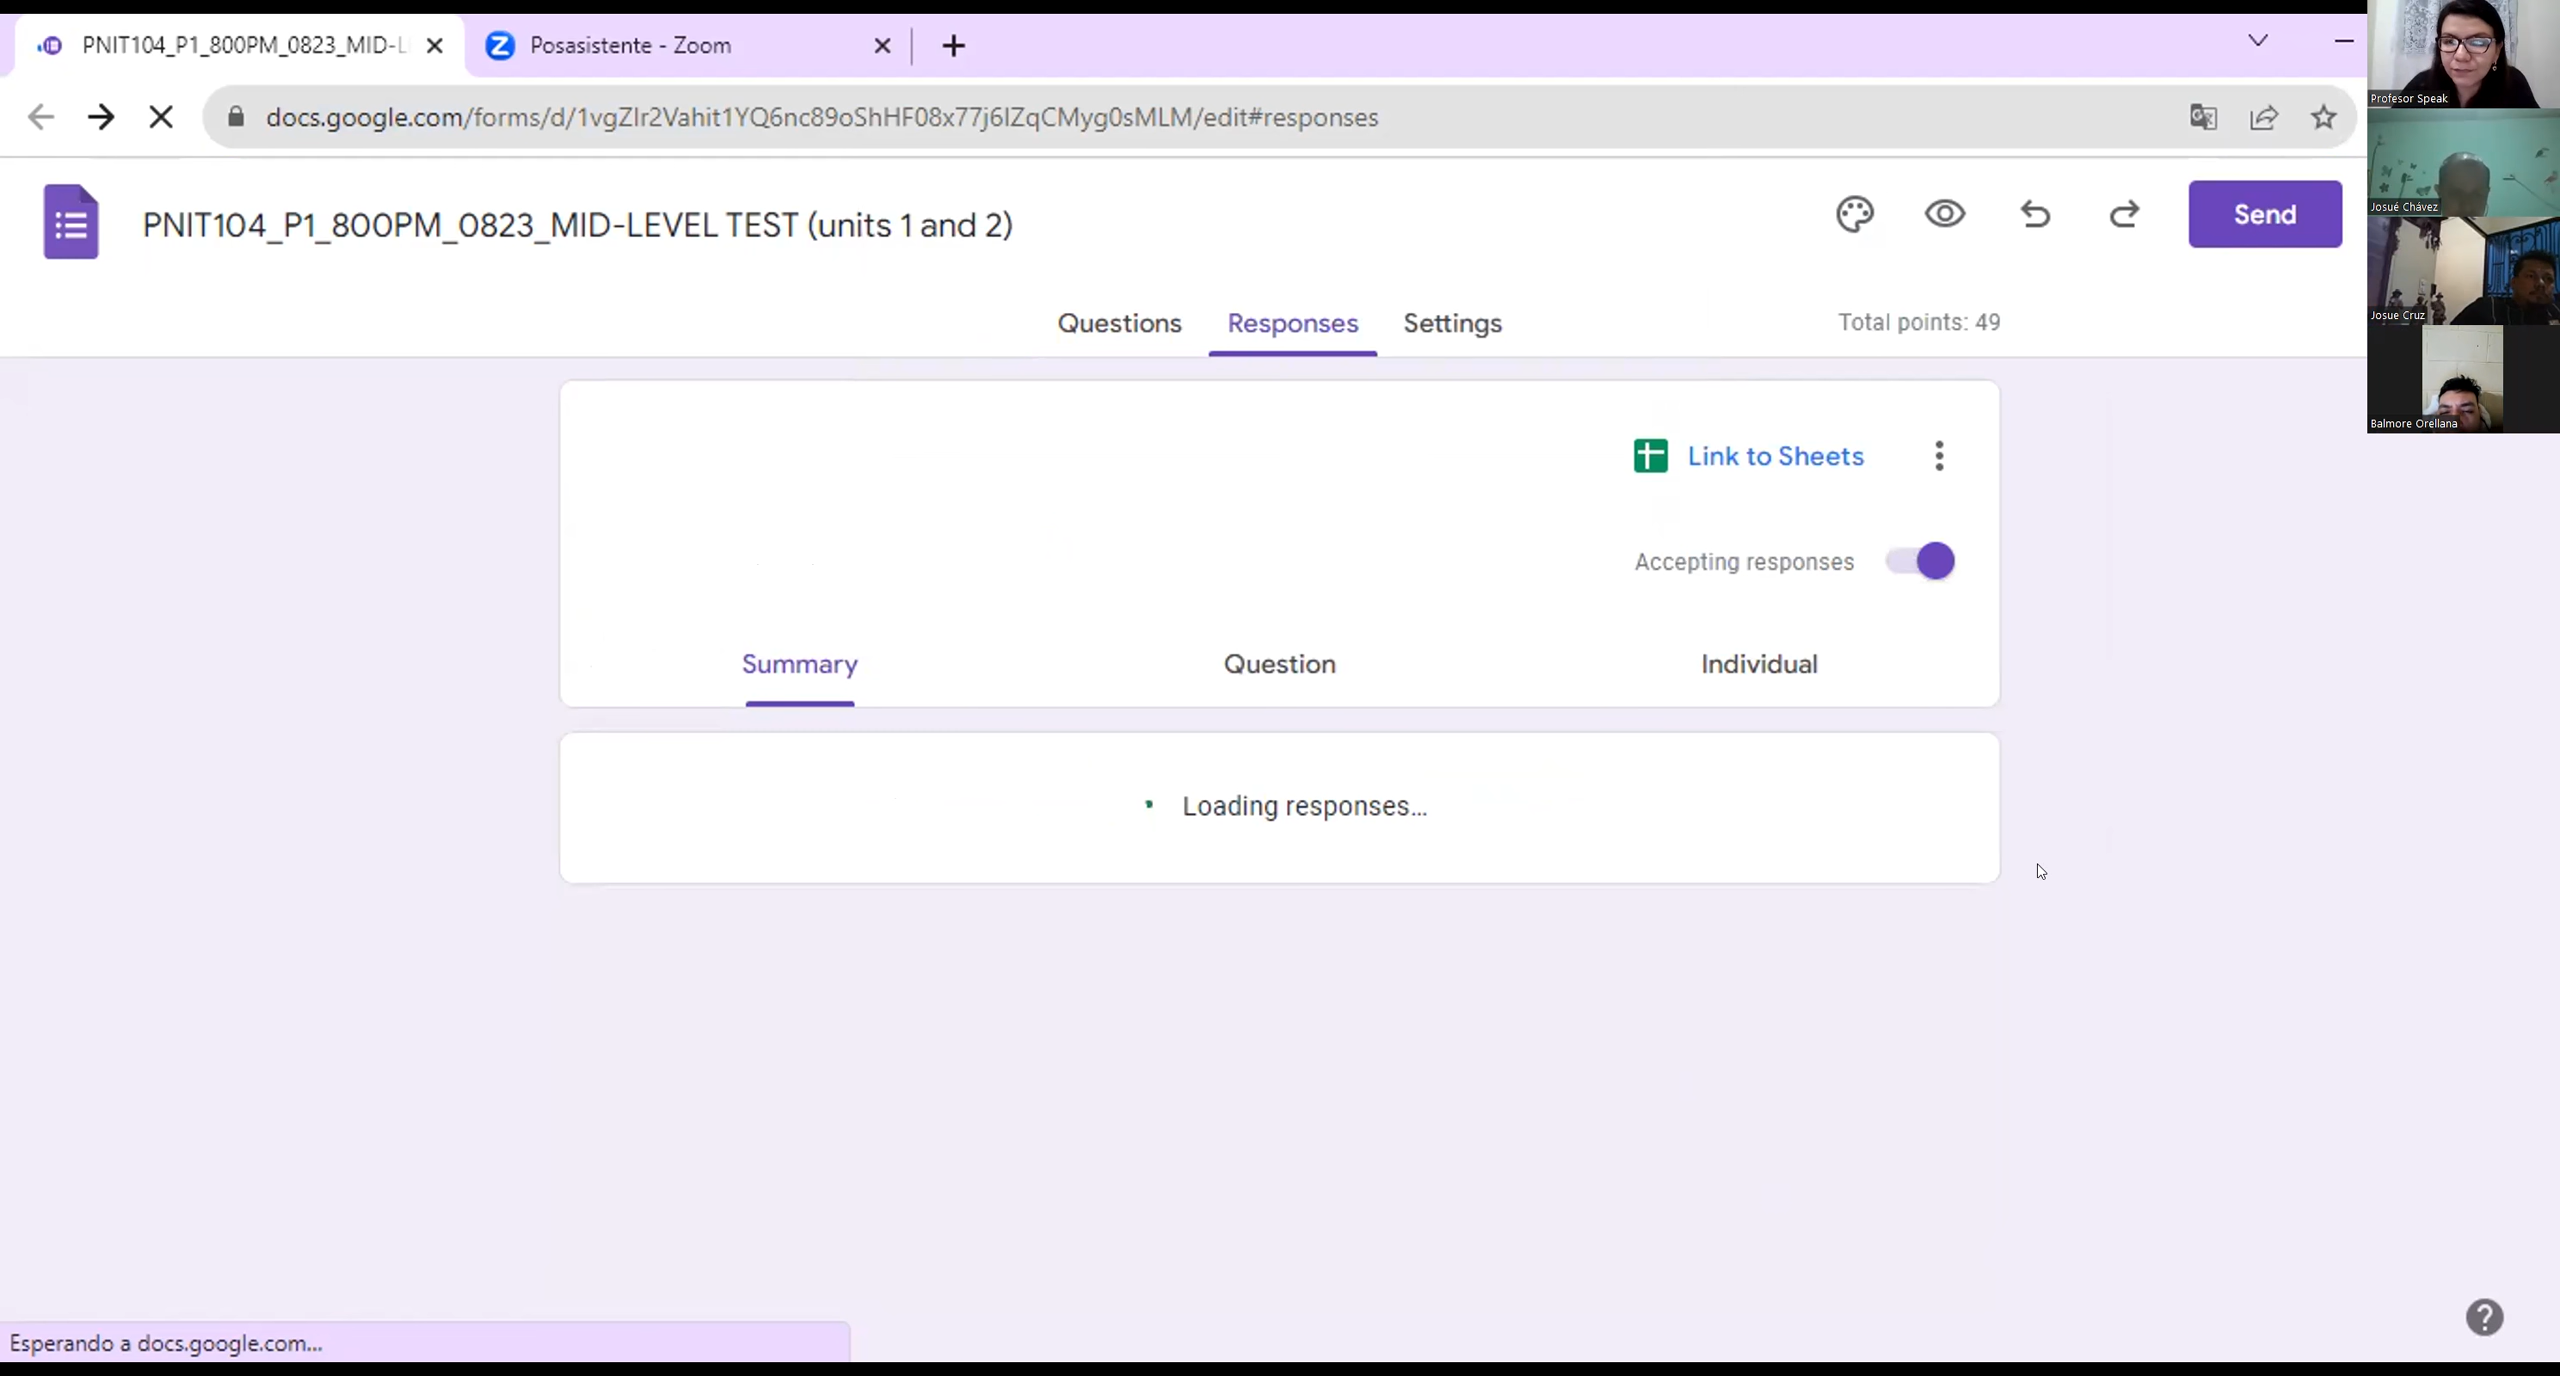 PNIT104_P1_800PM_0823_MID-L
Posasistente - Zoom
docs.google.com/forms/d/1vgZIr2Vahit1YQ6nc89oShHF08x77j6IZqCMyg0sMLM/edit#responses
PNIT104_P1_800PM_0823_MID-LEVEL TEST (units 1 and 2)
Send
Questions
Responses
Settings
Total points: 49
Link to Sheets
Accepting responses
Summary
Question
Individual
Loading responses...
Esperando a docs.google.com...
Profesor Speak
Josué Chávez
Josue Cruz
Balmore Orellana